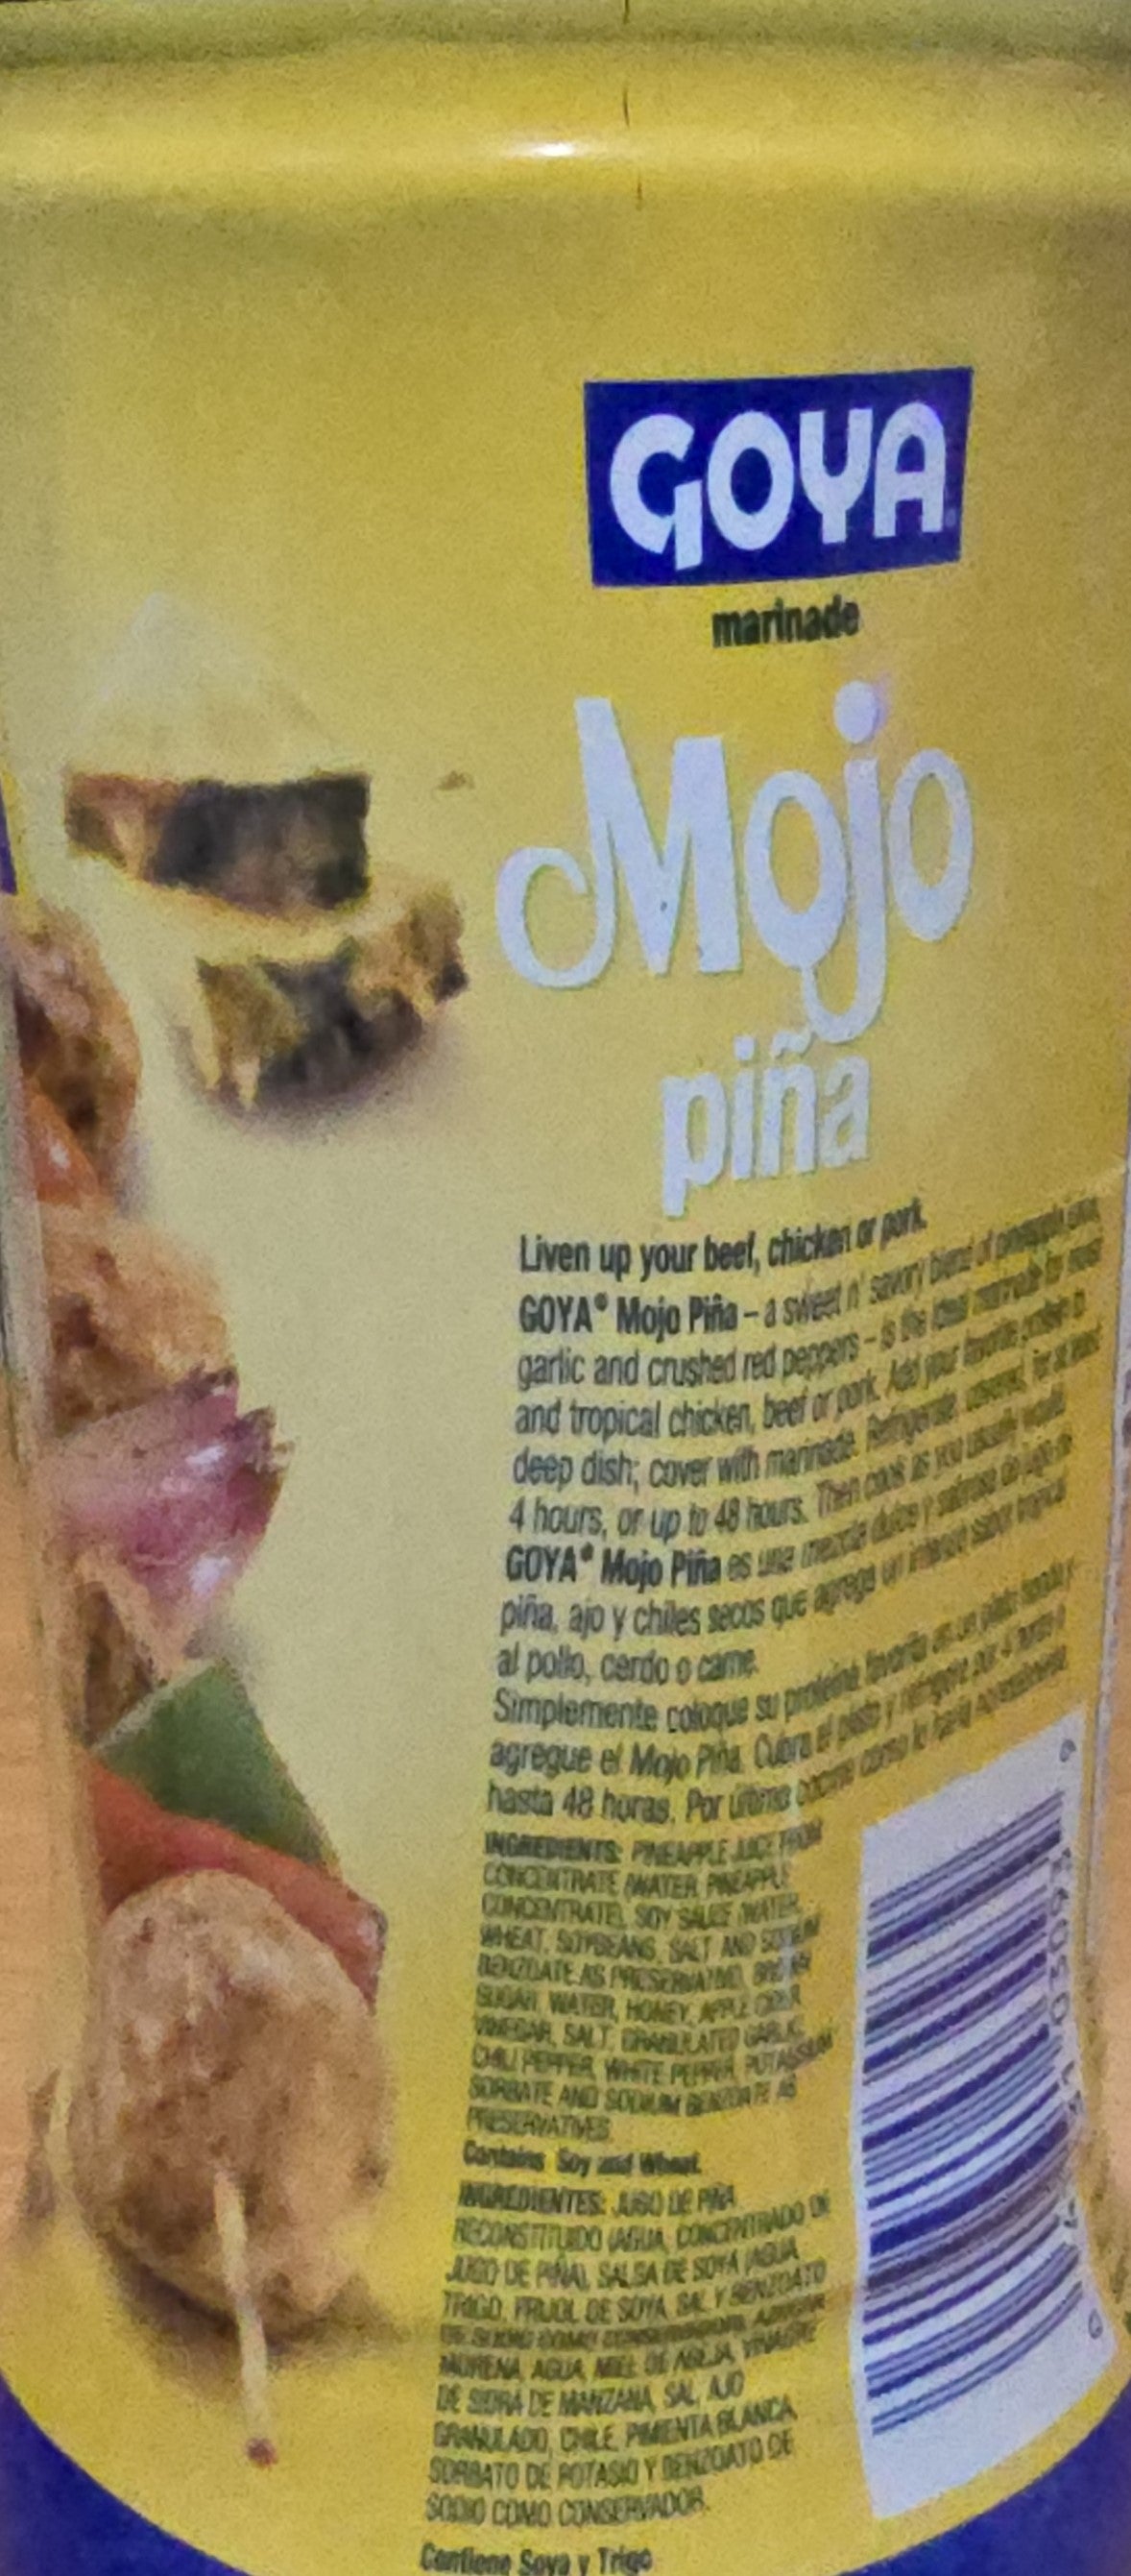 GOYA
marinade
Mojo
piña
Liven up your beef, chicken or pork.
GOYA® Mojo Piña – a sweet n' savory blend of pineapple juice,
garlic and crushed red peppers – is the ideal marinade for roast
and tropical chicken, beef or pork. Add your favorite protein to
deep dish; cover with marinade. Refrigerate, covered, for at least
4 hours, or up to 48 hours. Then cook as you usually would.
GOYA® Mojo Piña es una mezcla dulce y sabrosa de jugo de
piña, ajo y chiles secos que agrega un intenso sabor tropical
al pollo, cerdo o carne.
Simplemente coloque su proteína favorita en un plato hondo y
agregue el Mojo Piña. Cubra el plato y refrigere por 4 horas o
hasta 48 horas. Por último cocine como lo haría normalmente.
INGREDIENTS: PINEAPPLE JUICE FROM
CONCENTRATE (WATER, PINEAPPLE
CONCENTRATE), SOY SAUCE (WATER,
WHEAT, SOYBEANS, SALT AND SODIUM
BENZOATE AS PRESERVATIVE), BROWN
SUGAR, WATER, HONEY, APPLE CIDER
VINEGAR, SALT, GRANULATED GARLIC,
CHILI PEPPER, WHITE PEPPER, POTASSIUM
SORBATE AND SODIUM BENZOATE AS
PRESERVATIVES.
Contains Soy and Wheat.
INGREDIENTES: JUGO DE PIÑA
RECONSTITUIDO (AGUA, CONCENTRADO DE
JUGO DE PIÑA), SALSA DE SOYA (AGUA,
TRIGO, FRIJOL DE SOYA, SAL Y BENZOATO
DE SODIO COMO CONSERVADOR), AZÚCAR
MORENA, AGUA, MIEL DE ABEJA, VINAGRE
DE SIDRA DE MANZANA, SAL, AJO
GRANULADO, CHILE, PIMIENTA BLANCA,
SORBATO DE POTASIO Y BENZOATO DE
SODIO COMO CONSERVADOR.
Contiene Soya y Trigo